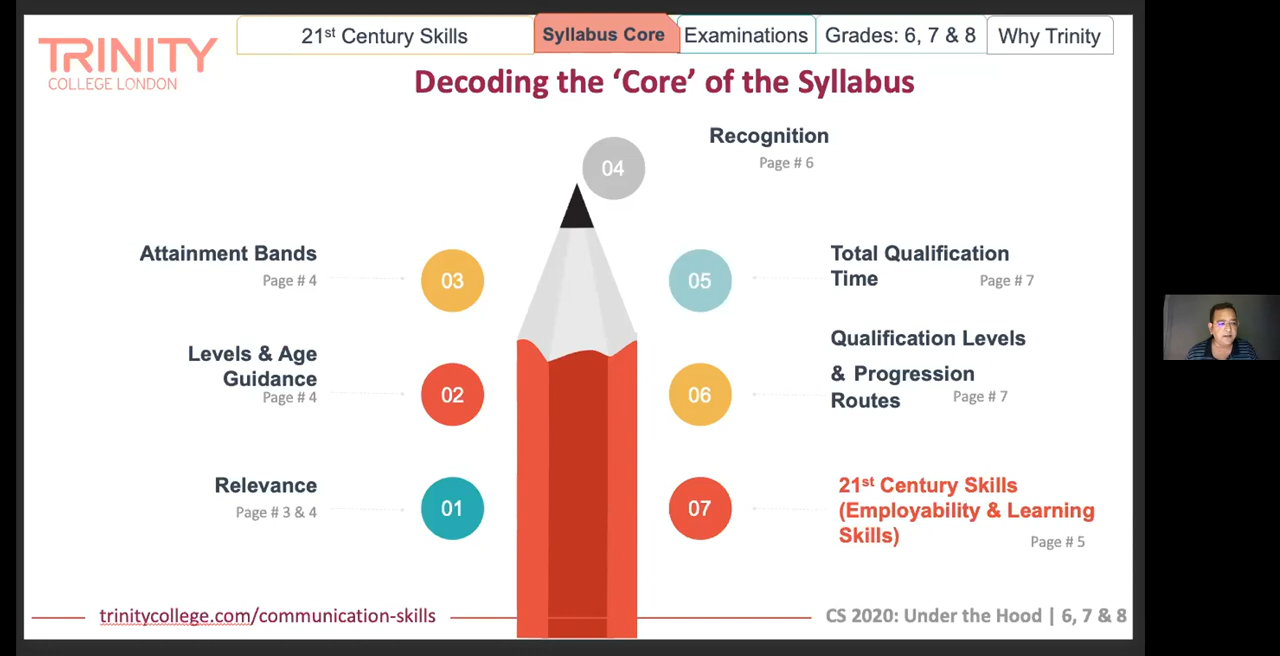 TRINITY
COLLEGE LONDON
21st Century Skills
Syllabus Core
Examinations
Grades: 6, 7 & 8
Why Trinity
Decoding the ‘Core’ of the Syllabus
04
Recognition
Page # 6
Attainment Bands
Page # 4
03
05
Total Qualification
Time
Page # 7
Levels & Age
Guidance
Page # 4
02
06
Qualification Levels
& Progression
Routes
Page # 7
Relevance
Page # 3 & 4
01
07
21st Century Skills
(Employability & Learning
Skills)
Page # 5
trinitycollege.com/communication-skills
CS 2020: Under the Hood | 6, 7 & 8